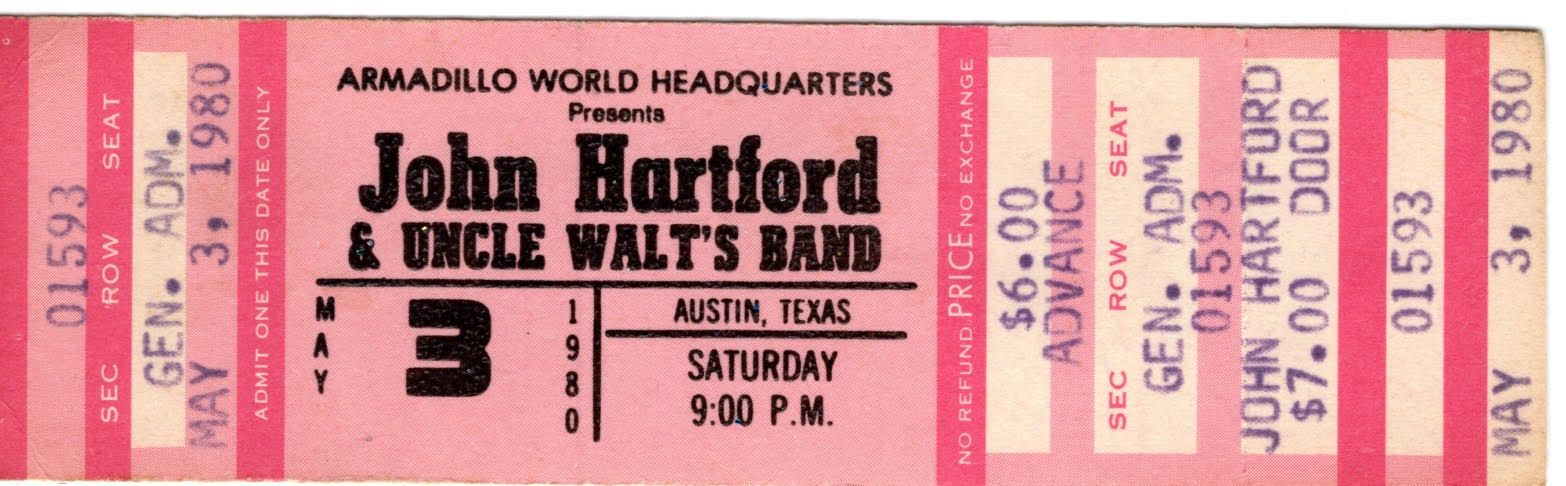 01593
SEC ROW SEAT
GEN. ADM.
MAY 3, 1980
ADMIT ONE THIS DATE ONLY
ARMADILLO WORLD HEADQUARTERS
Presents
John Hartford
& UNCLE WALT'S BAND
MAY
3
1980
AUSTIN, TEXAS
SATURDAY
9:00 P.M.
NO REFUND PRICE NO EXCHANGE
$6.00
ADVANCE
SEC ROW SEAT
GEN. ADM.
01593
JOHN HARTFORD
$7.00 DOOR
01593
MAY 3, 1980